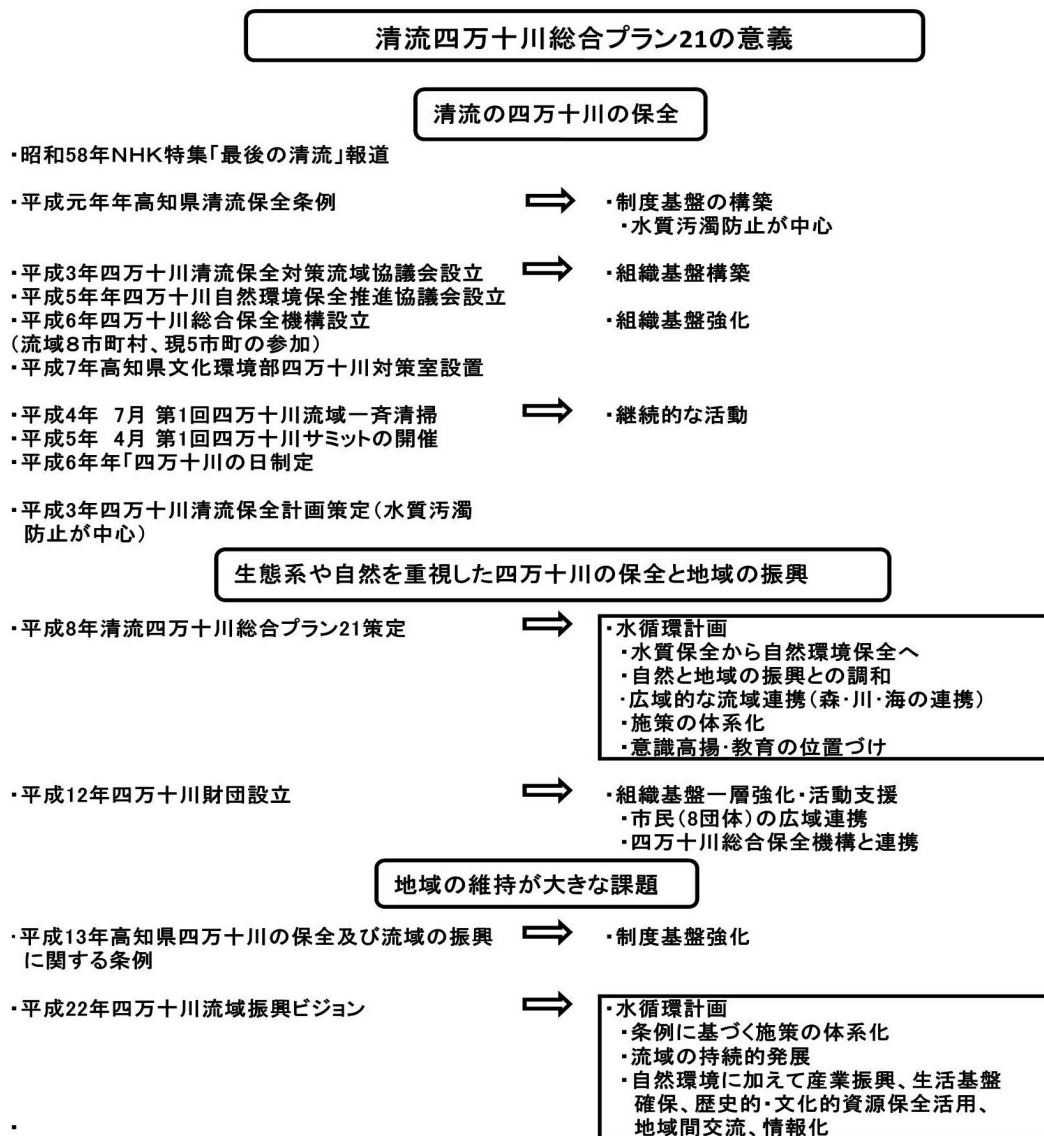 清流四万十川総合プラン21の意義
清流の四万十川の保全
・昭和58年NHK特集「最後の清流」報道
・平成元年年高知県清流保全条例
⇒
・制度基盤の構築
・水質汚濁防止が中心
・平成3年四万十川清流保全対策流域協議会設立
⇒
・組織基盤構築
・平成5年年四万十川自然環境保全推進協議会設立
・平成6年四万十川総合保全機構設立
・組織基盤強化
(流域8市町村、現5市町の参加)
・平成7年高知県文化環境部四万十川対策室設置
・平成4年 7月 第1回四万十川流域一斉清掃
⇒
・継続的な活動
・平成5年 4月 第1回四万十川サミットの開催
・平成6年年「四万十川の日制定
・平成3年四万十川清流保全計画策定(水質汚濁
防止が中心)
生態系や自然を重視した四万十川の保全と地域の振興
・平成8年清流四万十川総合プラン21策定
⇒
・水循環計画
・水質保全から自然環境保全へ
・自然と地域の振興との調和
・広域的な流域連携(森・川・海の連携)
・施策の体系化
・意識高揚・教育の位置づけ
・平成12年四万十川財団設立
⇒
・組織基盤一層強化・活動支援
・市民(8団体)の広域連携
・四万十川総合保全機構と連携
地域の維持が大きな課題
・平成13年高知県四万十川の保全及び流域の振興
に関する条例
⇒
・制度基盤強化
・平成22年四万十川流域振興ビジョン
⇒
・水循環計画
・条例に基づく施策の体系化
・流域の持続的発展
・自然環境に加えて産業振興、生活基盤
確保、歴史的・文化的資源保全活用、
地域間交流、情報化
・